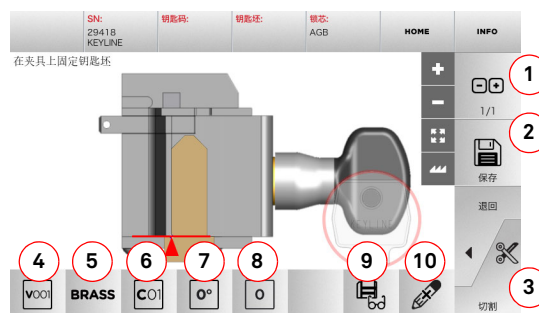 SN:
29418
KEYLINE
钥匙码:
钥匙坯:
锁芯:
AGB
HOME
INFO
在夹具上固定钥匙坯
1
1/1
2
保存
退回
3
切割
4
5
6
7
8
9
10
V001
BRASS
C01
0°
0
KEYLINE